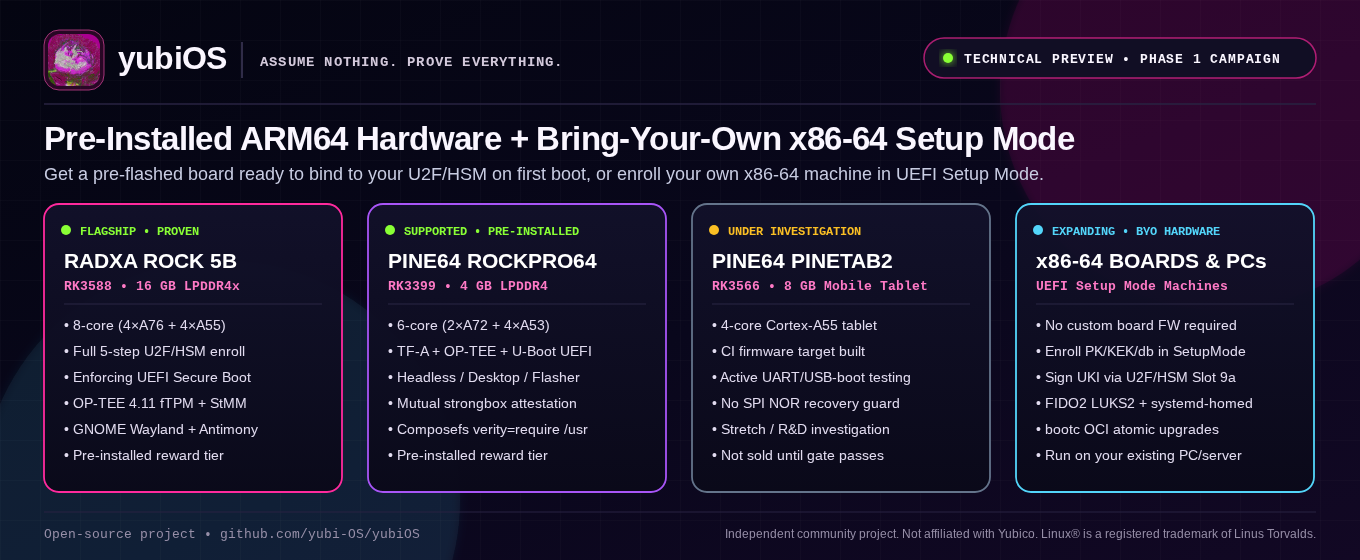 yubiOS
ASSUME NOTHING. PROVE EVERYTHING.
TECHNICAL PREVIEW • PHASE 1 CAMPAIGN
Pre-Installed ARM64 Hardware + Bring-Your-Own x86-64 Setup Mode
Get a pre-flashed board ready to bind to your U2F/HSM on first boot, or enroll your own x86-64 machine in UEFI Setup Mode.
FLAGSHIP • PROVEN
RADXA ROCK 5B
RK3588 • 16 GB LPDDR4x
• 8-core (4×A76 + 4×A55)
• Full 5-step U2F/HSM enroll
• Enforcing UEFI Secure Boot
• OP-TEE 4.11 fTPM + StMM
• GNOME Wayland + Antimony
• Pre-installed reward tier
SUPPORTED • PRE-INSTALLED
PINE64 ROCKPRO64
RK3399 • 4 GB LPDDR4
• 6-core (2×A72 + 4×A53)
• TF-A + OP-TEE + U-Boot UEFI
• Headless / Desktop / Flasher
• Mutual strongbox attestation
• Composefs verity=require /usr
• Pre-installed reward tier
UNDER INVESTIGATION
PINE64 PINETAB2
RK3566 • 8 GB Mobile Tablet
• 4-core Cortex-A55 tablet
• CI firmware target built
• Active UART/USB-boot testing
• No SPI NOR recovery guard
• Stretch / R&D investigation
• Not sold until gate passes
EXPANDING • BYO HARDWARE
x86-64 BOARDS & PCs
UEFI Setup Mode Machines
• No custom board FW required
• Enroll PK/KEK/db in SetupMode
• Sign UKI via U2F/HSM Slot 9a
• FIDO2 LUKS2 + systemd-homed
• bootc OCI atomic upgrades
• Run on your existing PC/server
Open-source project • github.com/yubi-OS/yubiOS
Independent community project. Not affiliated with Yubico. Linux® is a registered trademark of Linus Torvalds.